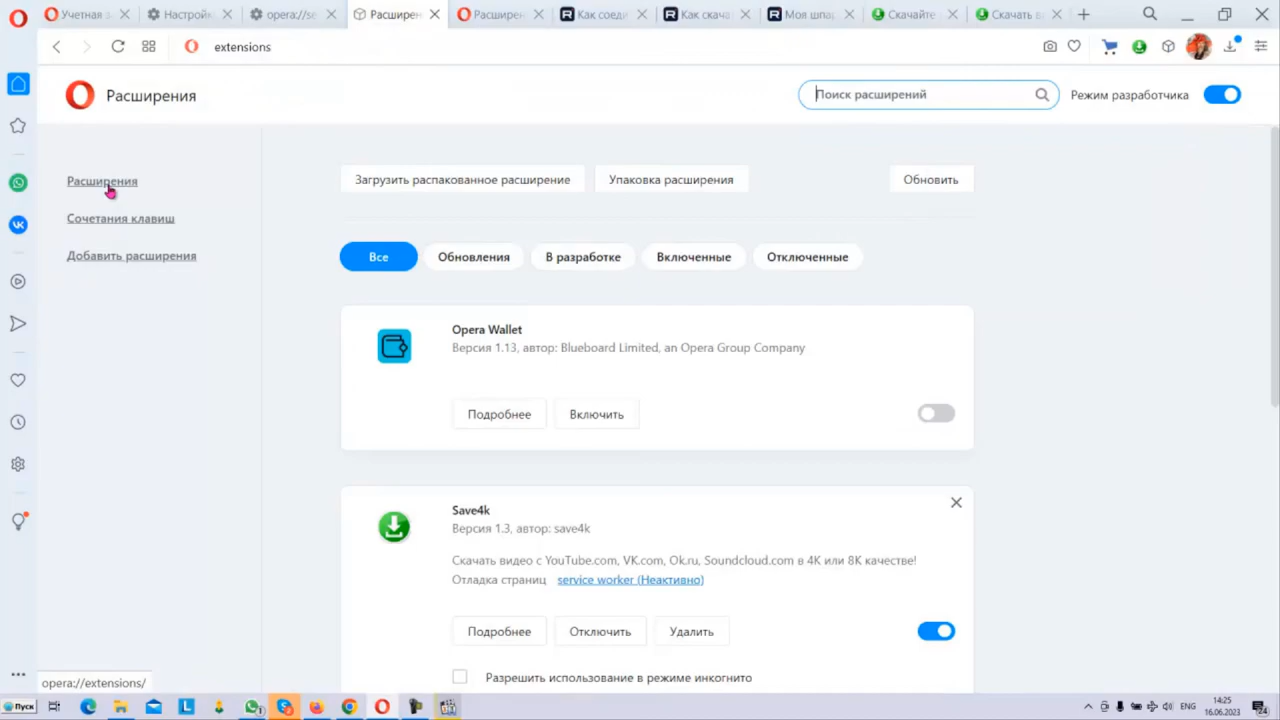 Учетная з
Настройк
opera://se
Расширен
Расширен
Как соеди
Как скача
Моя шпар
Скачайте
Скачать в
extensions
Расширения
Поиск расширений
Режим разработчика
Расширения
Сочетания клавиш
Добавить расширения
Загрузить распакованное расширение
Упаковка расширения
Обновить
Все
Обновления
В разработке
Включенные
Отключенные
Opera Wallet
Версия 1.13, автор: Blueboard Limited, an Opera Group Company
Подробнее
Включить
Save4k
Версия 1.3, автор: save4k
Скачать видео с YouTube.com, VK.com, Ok.ru, Soundcloud.com в 4K или 8K качестве!
Отладка страниц service worker (Неактивно)
Подробнее
Отключить
Удалить
Разрешить использование в режиме инкогнито
opera://extensions/
Пуск
ENG
14:25
16.06.2023
24